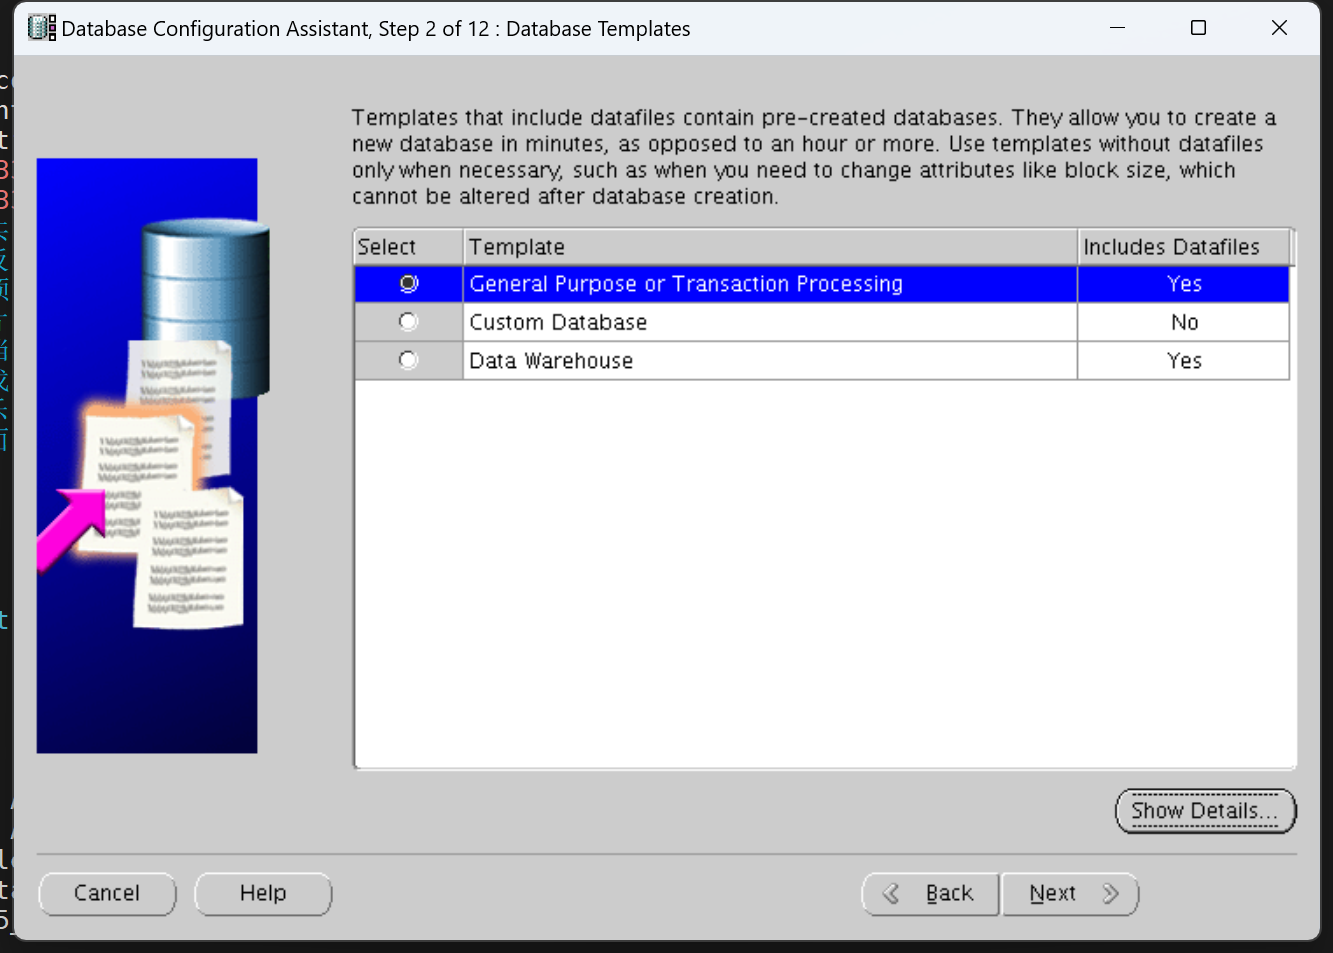 Database Configuration Assistant, Step 2 of 12 : Database Templates
Templates that include datafiles contain pre-created databases. They allow you to create a
new database in minutes, as opposed to an hour or more. Use templates without datafiles
only when necessary, such as when you need to change attributes like block size, which
cannot be altered after database creation.
Select Template Includes Datafiles
General Purpose or Transaction Processing Yes
Custom Database No
Data Warehouse Yes
Show Details...
Cancel Help Back Next